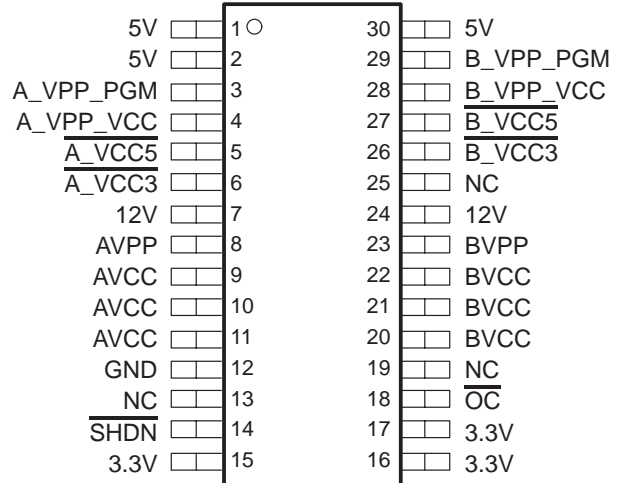 5V 1 30 5V
5V 2 29 B_VPP_PGM
A_VPP_PGM 3 28 B_VPP_VCC
A_VPP_VCC 4 27 B_VCC5
A_VCC5 5 26 B_VCC3
A_VCC3 6 25 NC
12V 7 24 12V
AVPP 8 23 BVPP
AVCC 9 22 BVCC
AVCC 10 21 BVCC
AVCC 11 20 BVCC
GND 12 19 NC
NC 13 18 OC
SHDN 14 17 3.3V
3.3V 15 16 3.3V